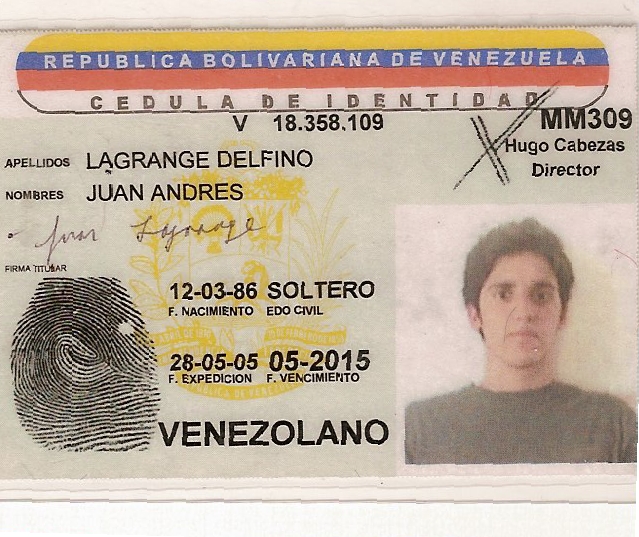 REPUBLICA BOLIVARIANA DE VENEZUELA
CEDULA DE IDENTIDAD
V 18.358.109
MM309
Hugo Cabezas
Director
APELLIDOS LAGRANGE DELFINO
NOMBRES JUAN ANDRES
Juan Lagrange
FIRMA TITULAR
12-03-86 SOLTERO
F. NACIMIENTO EDO CIVIL
28-05-05 05-2015
F. EXPEDICION F. VENCIMIENTO
VENEZOLANO